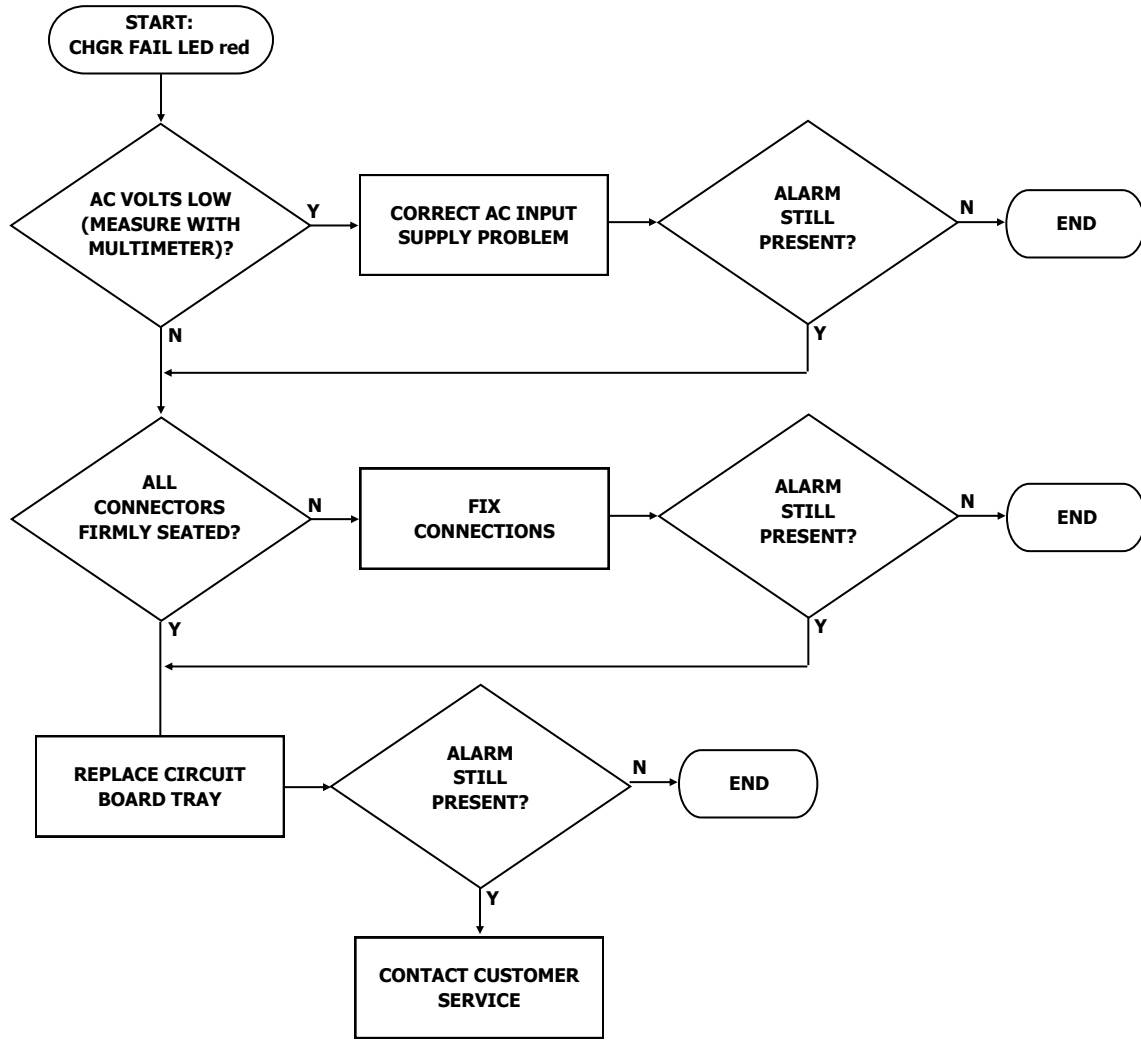 START:
CHGR FAIL LED red
AC VOLTS LOW
(MEASURE WITH
MULTIMETER)?
Y
CORRECT AC INPUT
SUPPLY PROBLEM
ALARM
STILL
PRESENT?
N
END
N
Y
ALL
CONNECTORS
FIRMLY SEATED?
N
FIX
CONNECTIONS
ALARM
STILL
PRESENT?
N
END
Y
Y
REPLACE CIRCUIT
BOARD TRAY
ALARM
STILL
PRESENT?
N
END
Y
CONTACT CUSTOMER
SERVICE